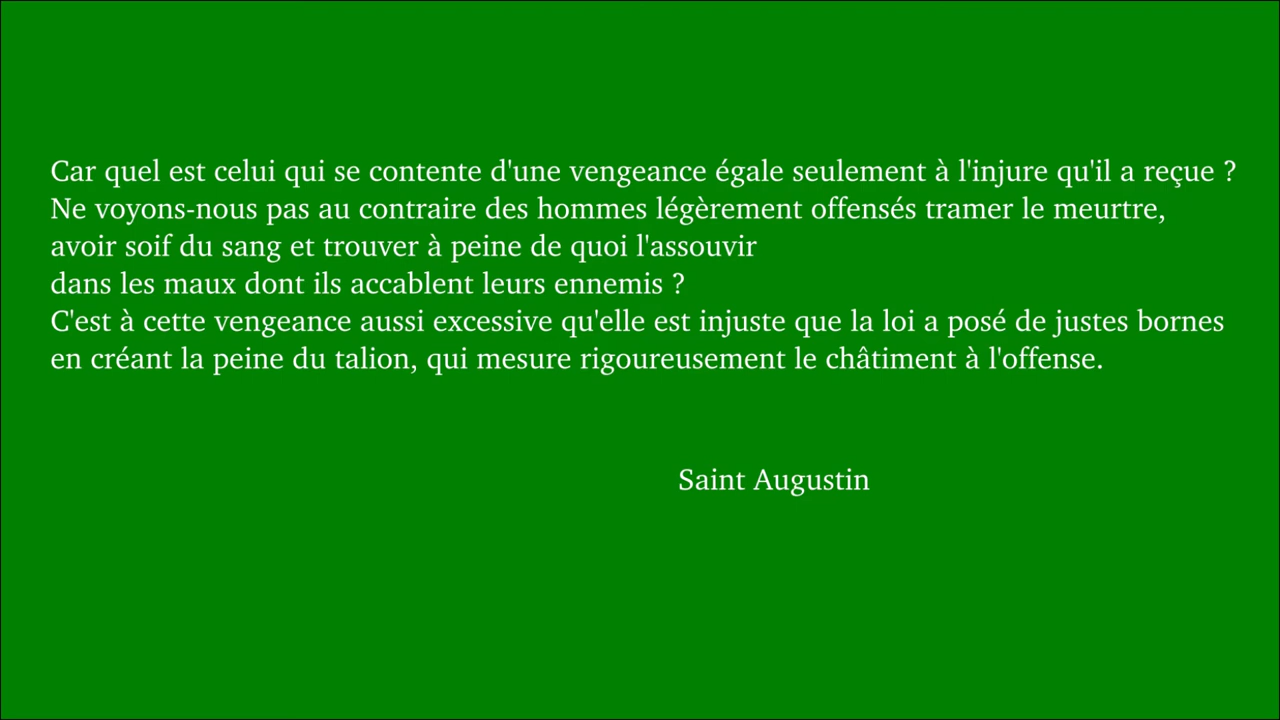 Car quel est celui qui se contente d'une vengeance égale seulement à l'injure qu'il a reçue ?
Ne voyons-nous pas au contraire des hommes légèrement offensés tramer le meurtre,
avoir soif du sang et trouver à peine de quoi l'assouvir
dans les maux dont ils accablent leurs ennemis ?
C'est à cette vengeance aussi excessive qu'elle est injuste que la loi a posé de justes bornes
en créant la peine du talion, qui mesure rigoureusement le châtiment à l'offense.
Saint Augustin